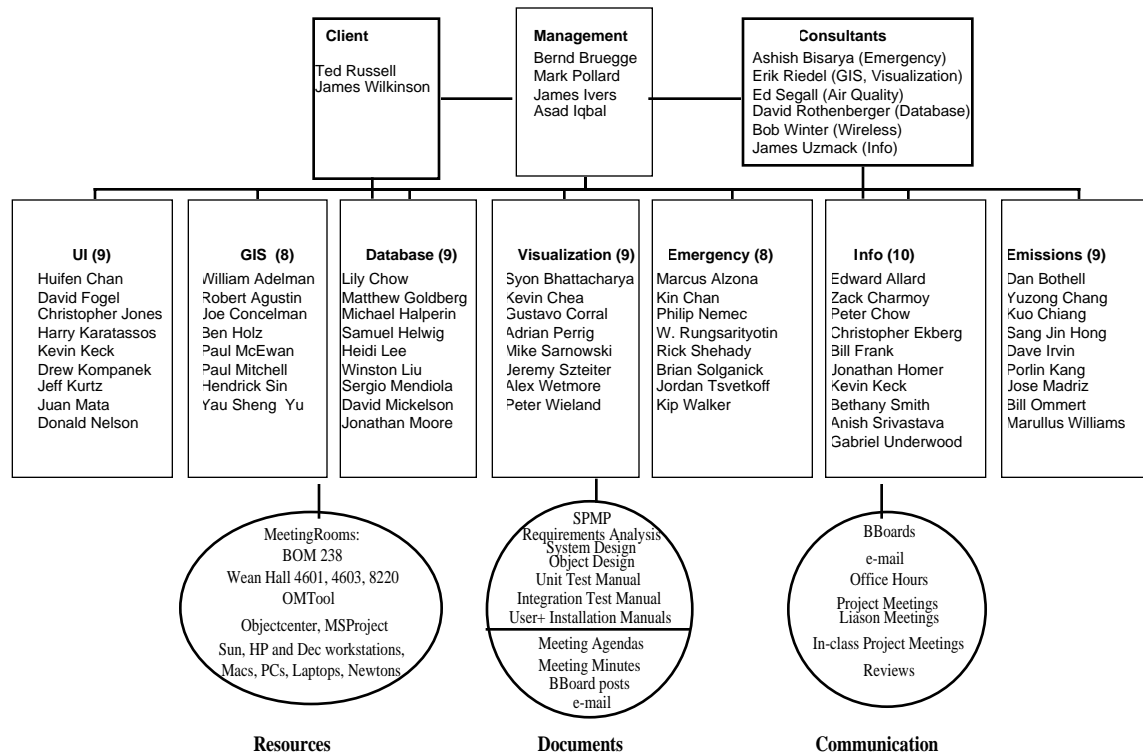 Client
Ted Russell
James Wilkinson
Management
Bernd Bruegge
Mark Pollard
James Ivers
Asad Iqbal
Consultants
Ashish Bisarya (Emergency)
Erik Riedel (GIS, Visualization)
Ed Segall (Air Quality)
David Rothenberger (Database)
Bob Winter (Wireless)
James Uzmack (Info)
UI (9)
Huifen Chan
David Fogel
Christopher Jones
Harry Karatassos
Kevin Keck
Drew Kompanek
Jeff Kurtz
Juan Mata
Donald Nelson
GIS (8)
William Adelman
Robert Agustin
Joe Concelman
Ben Holz
Paul McEwan
Paul Mitchell
Hendrick Sin
Yau Sheng Yu
Database (9)
Lily Chow
Matthew Goldberg
Michael Halperin
Samuel Helwig
Heidi Lee
Winston Liu
Sergio Mendiola
David Mickelson
Jonathan Moore
Visualization (9)
Syon Bhattacharya
Kevin Chea
Gustavo Corral
Adrian Perrig
Mike Sarnowski
Jeremy Szteiter
Alex Wetmore
Peter Wieland
Emergency (8)
Marcus Alzona
Kin Chan
Philip Nemec
W. Rungsarityotin
Rick Shehady
Brian Solganick
Jordan Tsvetkoff
Kip Walker
Info (10)
Edward Allard
Zack Charmoy
Peter Chow
Christopher Ekberg
Bill Frank
Jonathan Homer
Kevin Keck
Bethany Smith
Anish Srivastava
Gabriel Underwood
Emissions (9)
Dan Bothell
Yuzong Chang
Kuo Chiang
Sang Jin Hong
Dave Irvin
Porlin Kang
Jose Madriz
Bill Ommert
Marullus Williams
MeetingRooms:
BOM 238
Wean Hall 4601, 4603, 8220
OMTool
Objectcenter, MSProject
Sun, HP and Dec workstations,
Macs, PCs, Laptops, Newtons
Resources
SPMP
Requirements Analysis
System Design
Object Design
Unit Test Manual
Integration Test Manual
User+ Installation Manuals
Meeting Agendas
Meeting Minutes
BBoard posts
e-mail
Documents
BBoards
e-mail
Office Hours
Project Meetings
Liason Meetings
In-class Project Meetings
Reviews
Communication